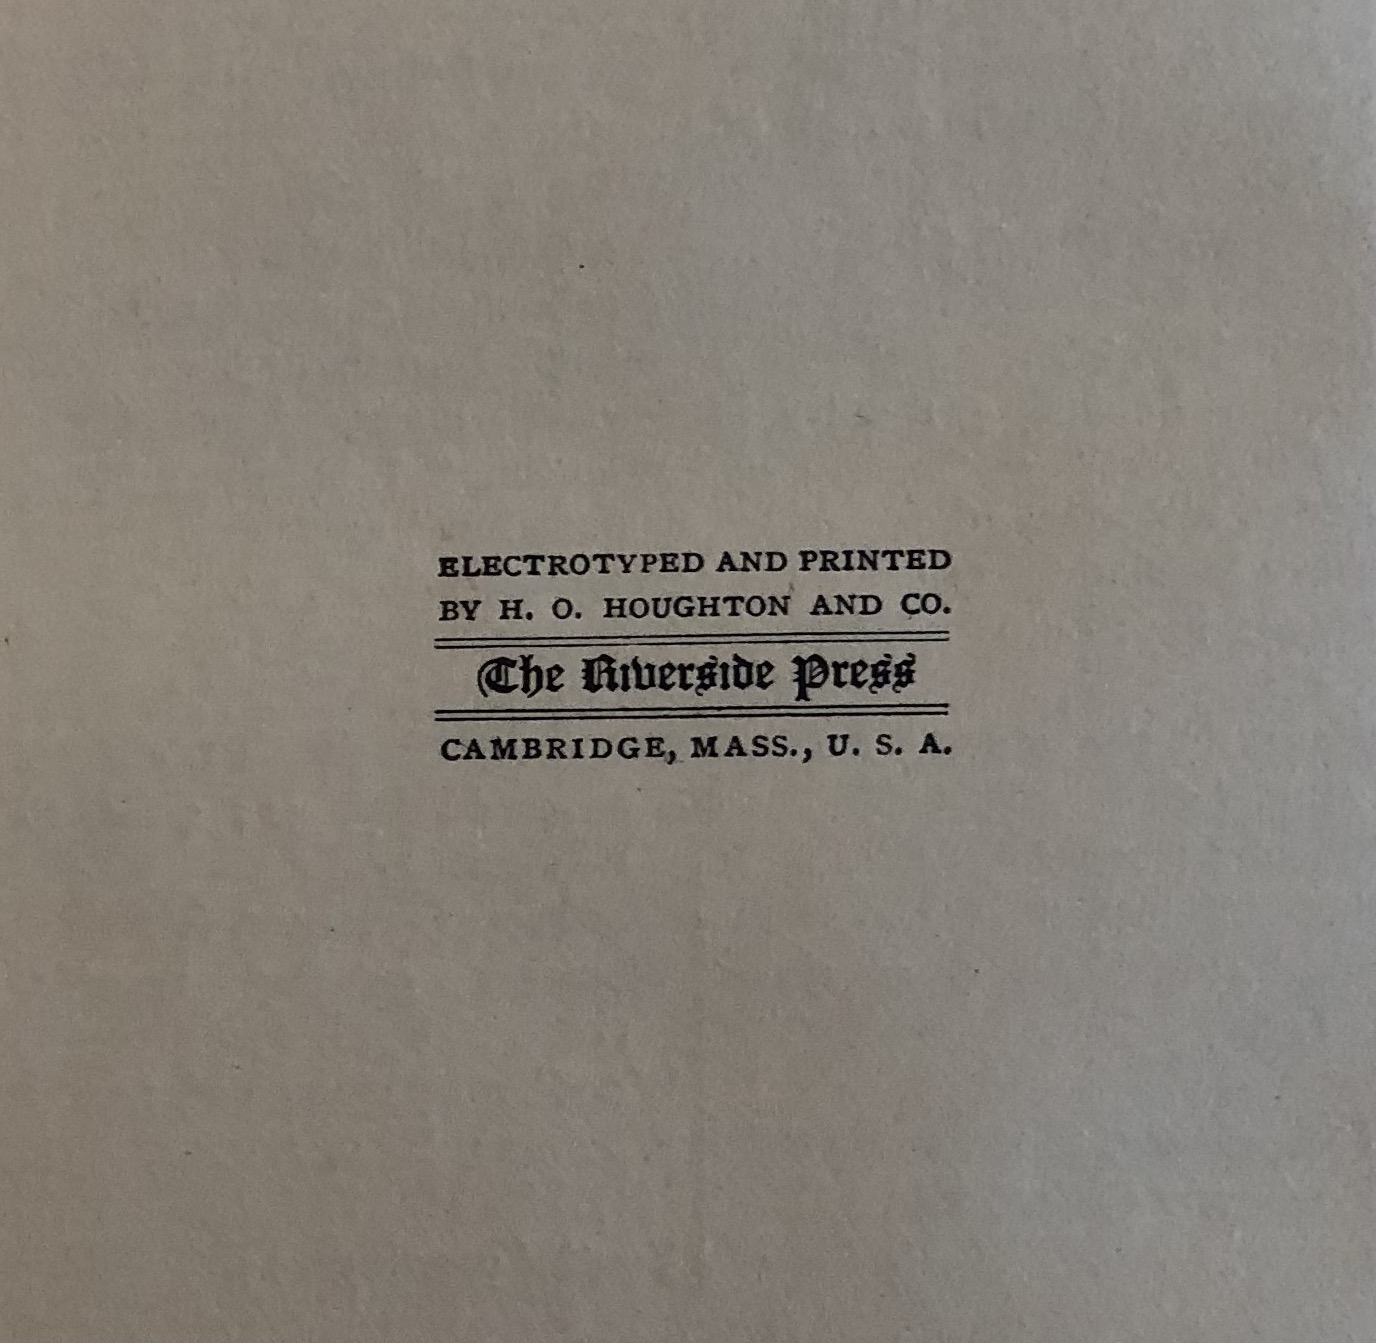 ELECTROTYPED AND PRINTED
BY H. O. HOUGHTON AND CO.
The Riverside Press
CAMBRIDGE, MASS., U. S. A.